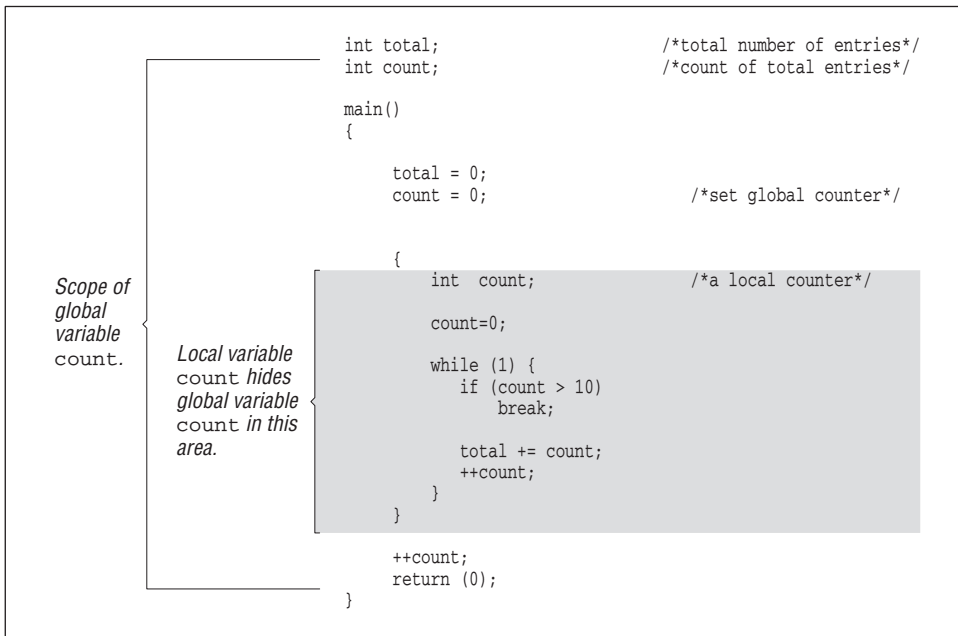 int total; /*total number of entries*/
int count; /*count of total entries*/
main()
{
total = 0;
count = 0; /*set global counter*/
{
int count; /*a local counter*/
count=0;
while (1) {
if (count > 10)
break;
total += count;
++count;
}
}
++count;
return (0);
}
Scope of
global
variable
count.
Local variable
count hides
global variable
count in this
area.